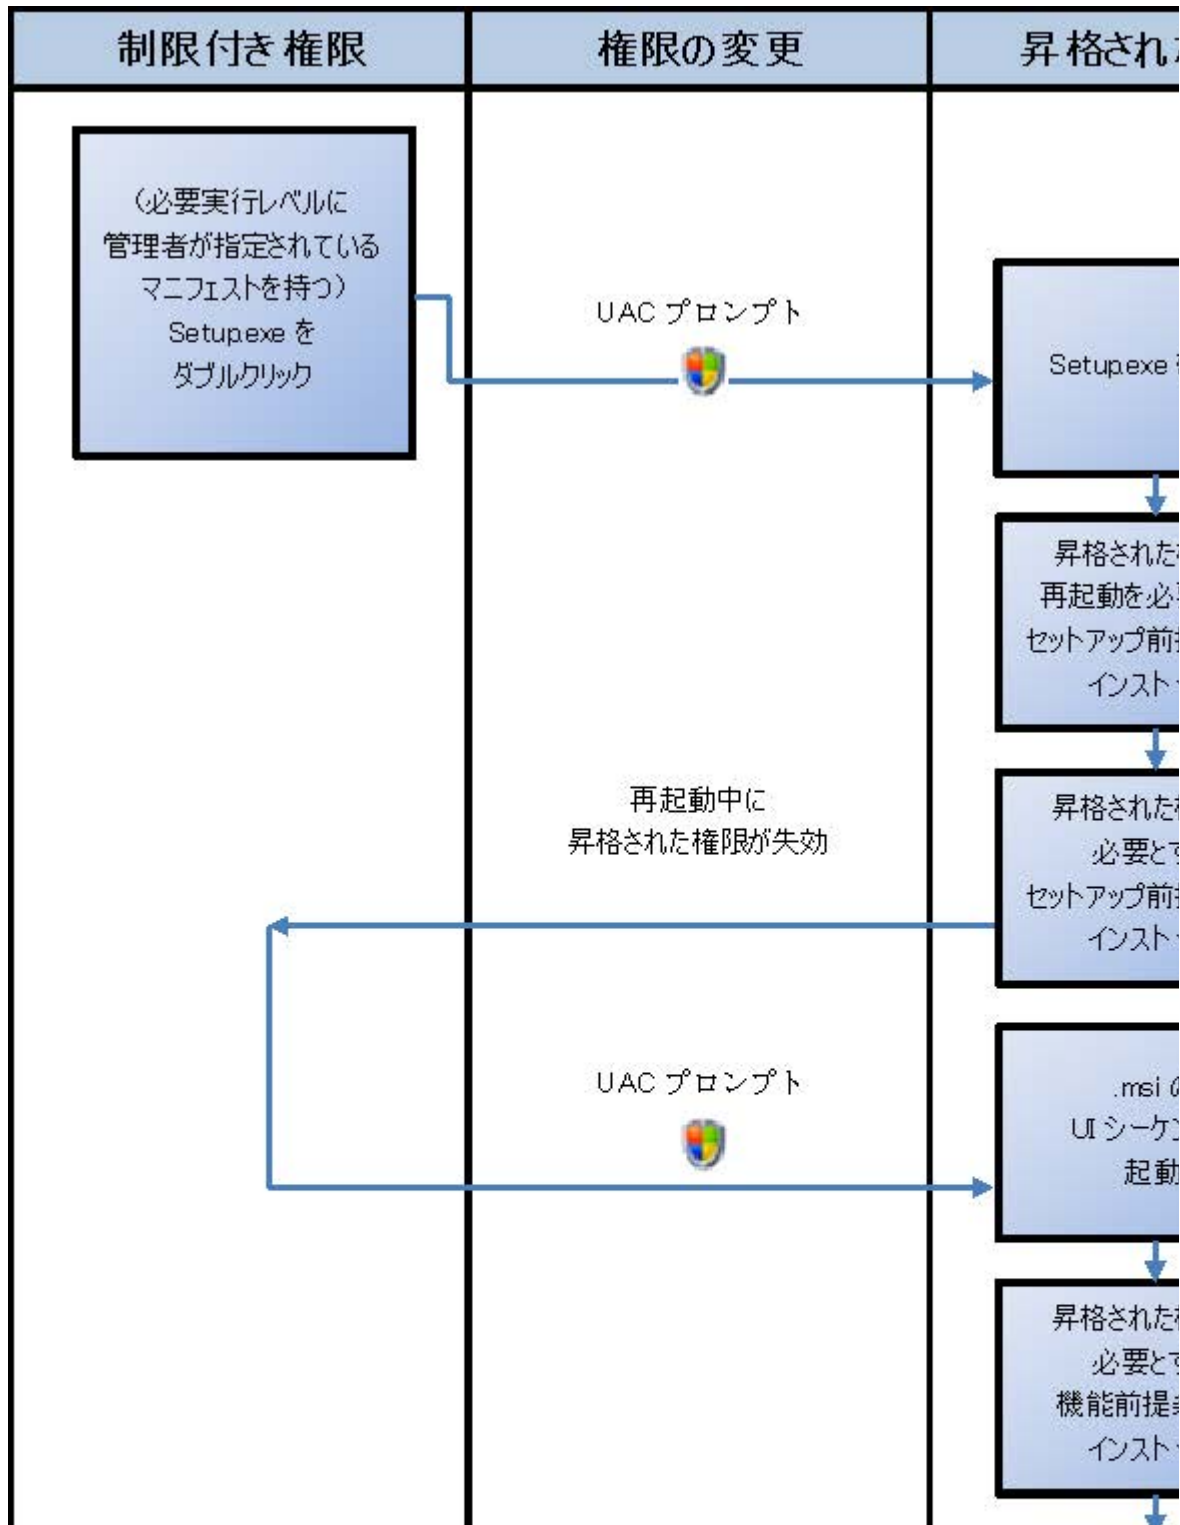 制限付き権限
権限の変更
昇格され
（必要実行レベルに
管理者が指定されている
マニフェストを持つ）
Setup.exe を
ダブルクリック
UAC プロンプト
Setup.exe
昇格された
再起動を必
セットアップ前
インスト
再起動中に
昇格された権限が失効
昇格された
必要と
セットアップ前
インスト
UAC プロンプト
.msi
UI シーケ
起動
昇格された
必要と
機能前提
インスト